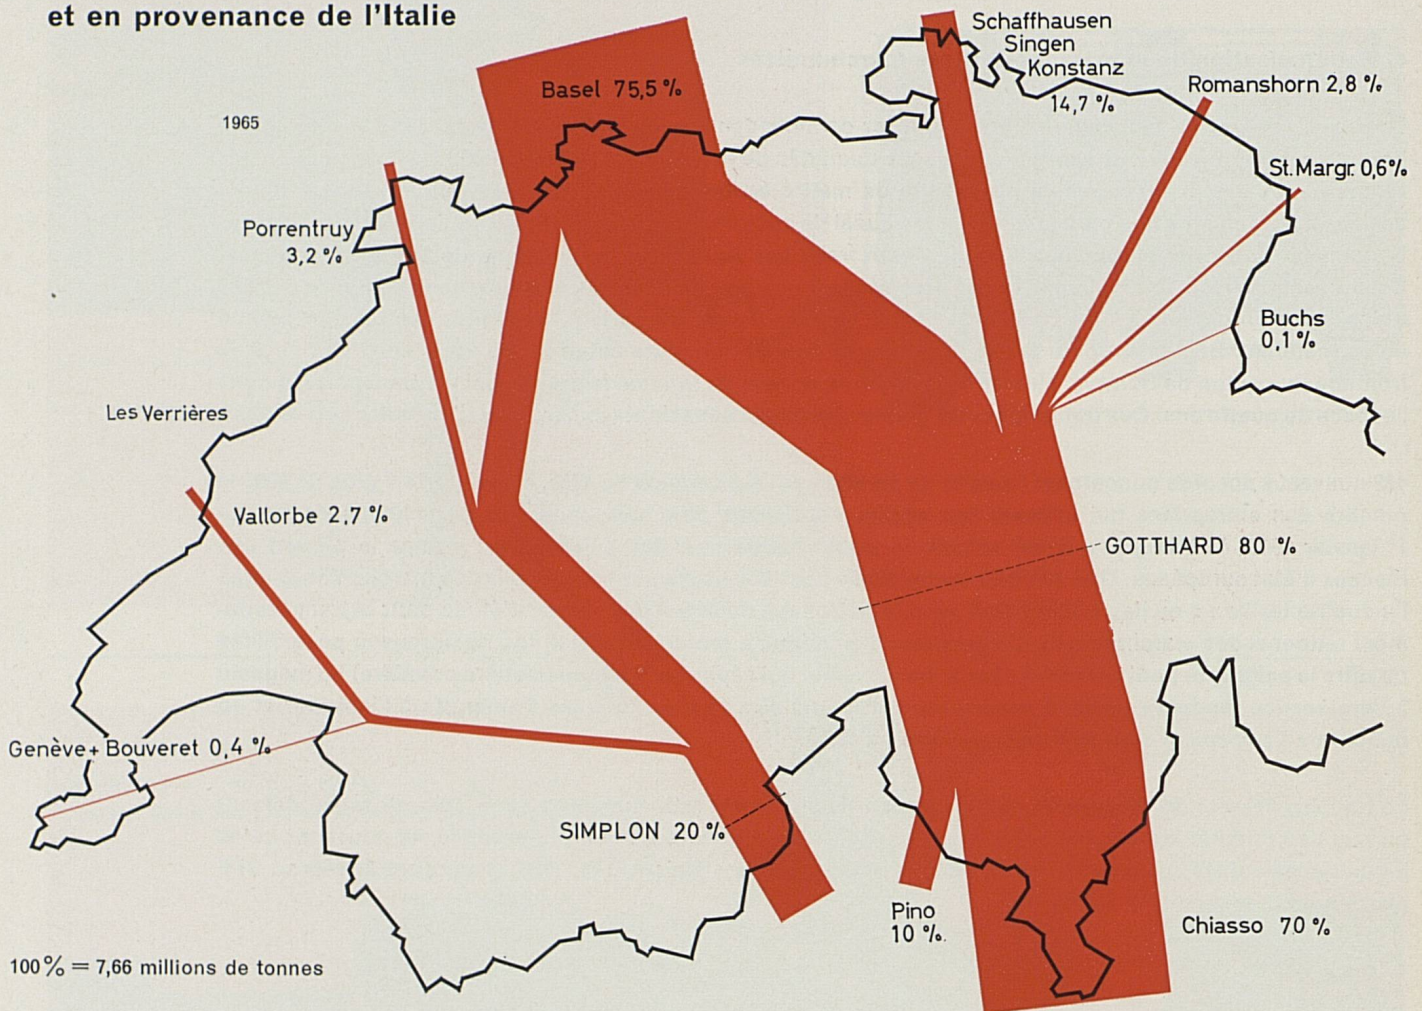 et en provenance de l'Italie
1965
Basel 75,5 %
Schaffhausen
Singen
Konstanz
14,7 %
Romanshorn 2,8 %
St. Margr. 0,6 %
Porrentruy
3,2 %
Buchs
0,1 %
Les Verrières
Vallorbe 2,7 %
GOTTHARD 80 %
Genève + Bouveret 0,4 %
SIMPLON 20 %
Pino
10 %
Chiasso 70 %
100 % = 7,66 millions de tonnes